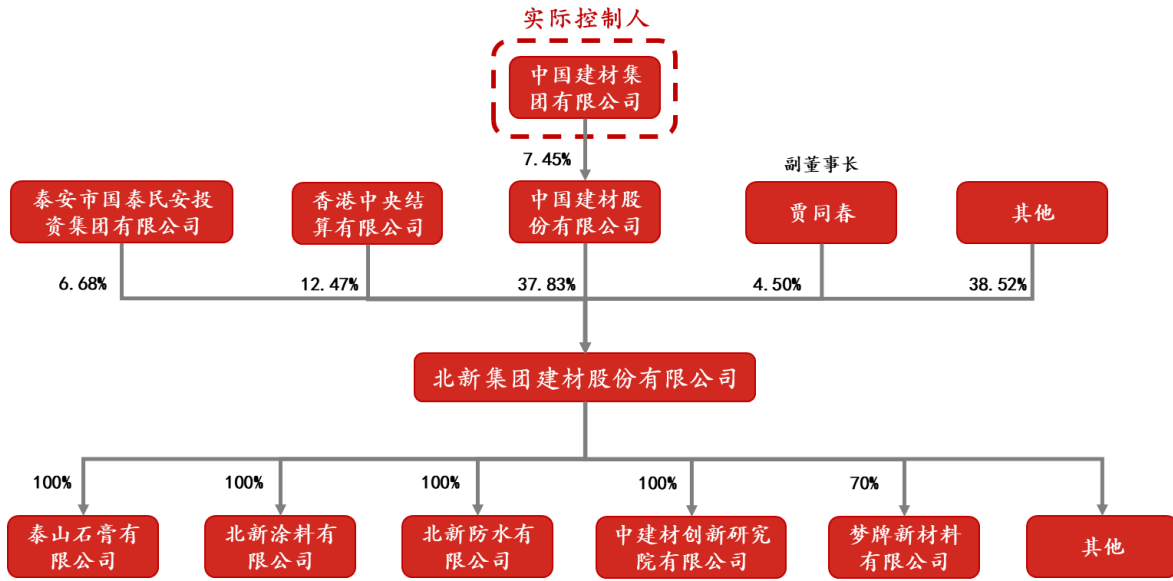 实际控制人
中国建材集
团有限公司
7.45%
副董事长
泰安市国泰民安投
资集团有限公司
香港中央结
算有限公司
中国建材股
份有限公司
贾同春
其他
6.68%
12.47%
37.83%
4.50%
38.52%
北新集团建材股份有限公司
100%
100%
100%
100%
70%
泰山石膏有
限公司
北新涂料有
限公司
北新防水有
限公司
中建材创新研究
院有限公司
梦牌新材料
有限公司
其他